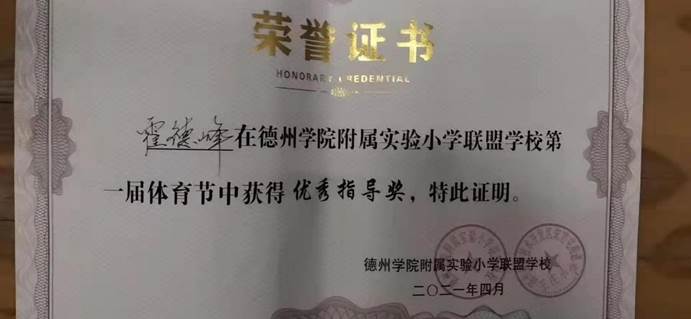 荣誉证书
HONORARY CREDENTIAL
霍德峰在德州学院附属实验小学联盟学校第
一届体育节中获得优秀指导奖，特此证明。
德州学院附属实验小学联盟学校
二〇二一年四月